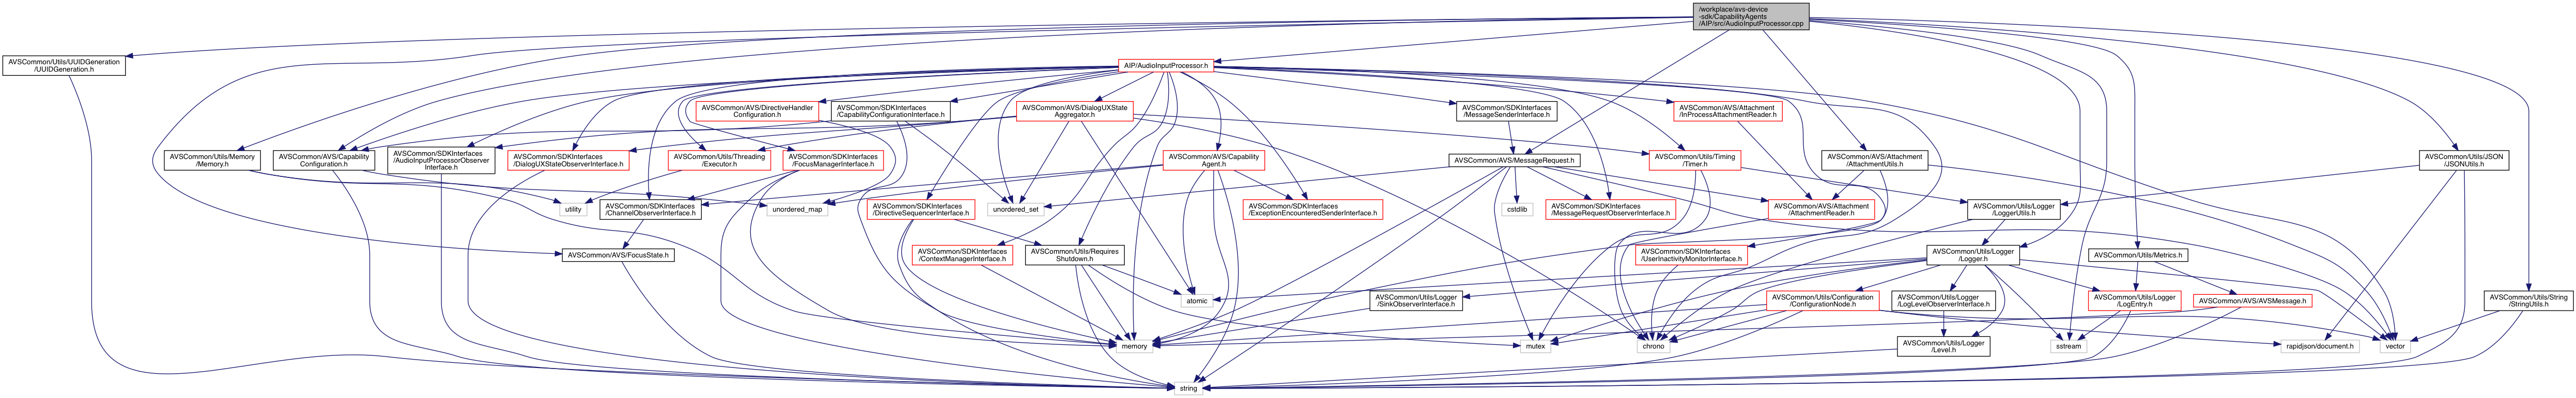 /workplace/avs-device
-sdk/CapabilityAgents
/AIP/src/AudioInputProcessor.cpp
AVSCommon/Utils/UUIDGeneration
/UUIDGeneration.h
AIP/AudioInputProcessor.h
AVSCommon/AVS/DirectiveHandler
Configuration.h
AVSCommon/SDKInterfaces
/CapabilityConfigurationInterface.h
AVSCommon/AVS/DialogUXState
Aggregator.h
AVSCommon/SDKInterfaces
/MessageSenderInterface.h
AVSCommon/AVS/Attachment
/InProcessAttachmentReader.h
AVSCommon/Utils/Memory
/Memory.h
AVSCommon/AVS/Capability
Configuration.h
AVSCommon/SDKInterfaces
/AudioInputProcessorObserver
Interface.h
AVSCommon/SDKInterfaces
/DialogUXStateObserverInterface.h
AVSCommon/Utils/Threading
/Executor.h
AVSCommon/SDKInterfaces
/FocusManagerInterface.h
AVSCommon/AVS/Capability
Agent.h
AVSCommon/AVS/MessageRequest.h
AVSCommon/Utils/Timing
/Timer.h
AVSCommon/AVS/Attachment
/AttachmentUtils.h
AVSCommon/Utils/JSON
/JSONUtils.h
utility
AVSCommon/SDKInterfaces
/ChannelObserverInterface.h
unordered_map
AVSCommon/SDKInterfaces
/DirectiveSequencerInterface.h
unordered_set
AVSCommon/SDKInterfaces
/ExceptionEncounteredSenderInterface.h
cstdlib
AVSCommon/SDKInterfaces
/MessageRequestObserverInterface.h
AVSCommon/AVS/Attachment
/AttachmentReader.h
AVSCommon/Utils/Logger
/LoggerUtils.h
AVSCommon/AVS/FocusState.h
AVSCommon/SDKInterfaces
/ContextManagerInterface.h
AVSCommon/Utils/Requires
Shutdown.h
AVSCommon/SDKInterfaces
/UserInactivityMonitorInterface.h
AVSCommon/Utils/Logger
/Logger.h
AVSCommon/Utils/Metrics.h
atomic
AVSCommon/Utils/Logger
/SinkObserverInterface.h
AVSCommon/Utils/Configuration
/ConfigurationNode.h
AVSCommon/Utils/Logger
/LogLevelObserverInterface.h
AVSCommon/Utils/Logger
/LogEntry.h
AVSCommon/AVS/AVSMessage.h
AVSCommon/Utils/String
/StringUtils.h
memory
mutex
chrono
AVSCommon/Utils/Logger
/Level.h
sstream
rapidjson/document.h
vector
string